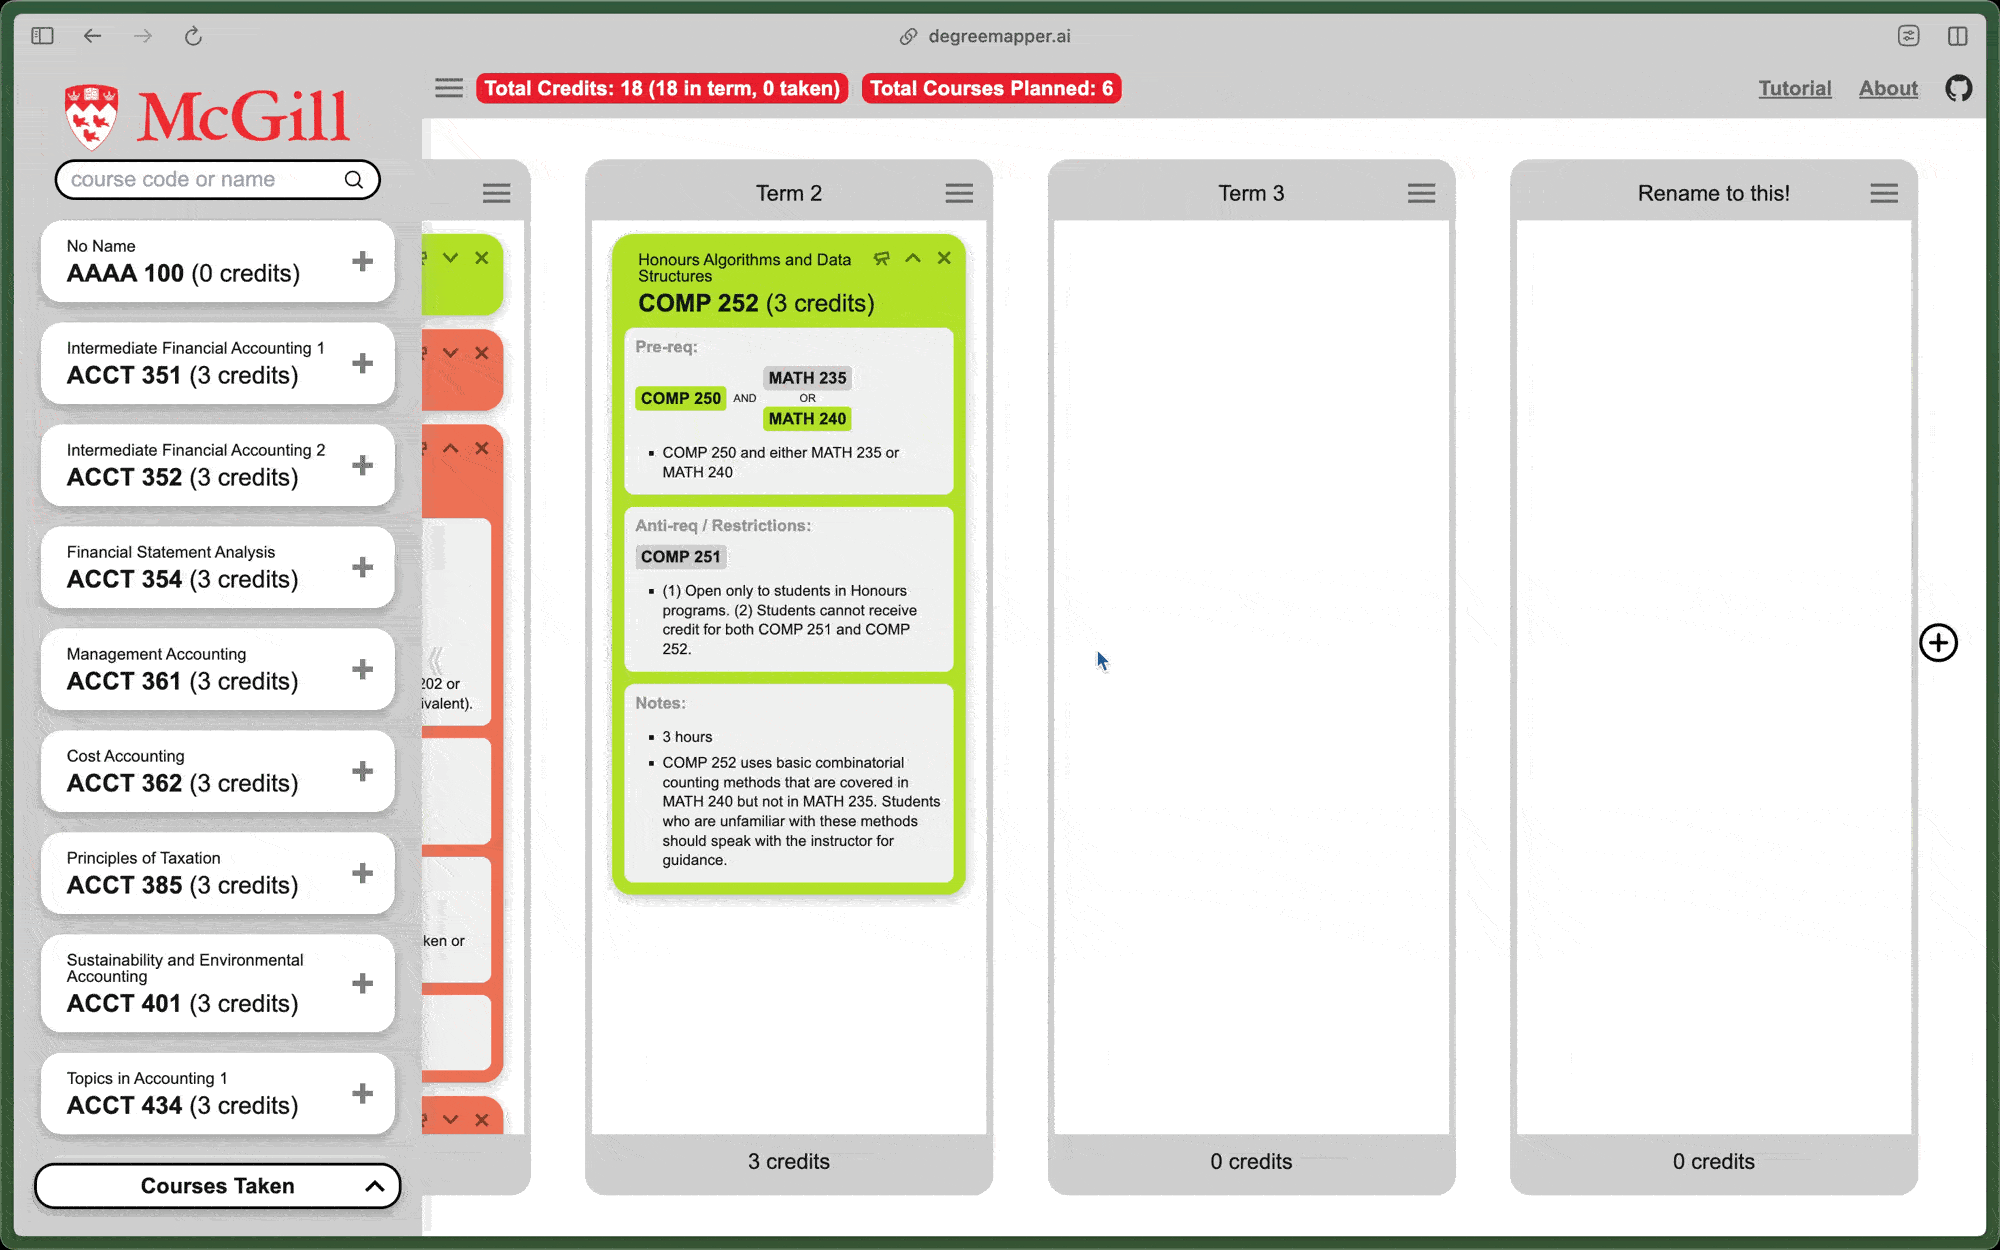 degreemapper.ai
McGill
Total Credits: 18 (18 in term, 0 taken)
Total Courses Planned: 6
Tutorial
About
course code or name
No Name
AAAA 100 (0 credits)
Intermediate Financial Accounting 1
ACCT 351 (3 credits)
Intermediate Financial Accounting 2
ACCT 352 (3 credits)
Financial Statement Analysis
ACCT 354 (3 credits)
Management Accounting
ACCT 361 (3 credits)
Cost Accounting
ACCT 362 (3 credits)
Principles of Taxation
ACCT 385 (3 credits)
Sustainability and Environmental
Accounting
ACCT 401 (3 credits)
Topics in Accounting 1
ACCT 434 (3 credits)
Courses Taken
202 or
ivalent).
ken or
Term 2
Honours Algorithms and Data
Structures
COMP 252 (3 credits)
Pre-req:
MATH 235
COMP 250 AND OR
MATH 240
▪ COMP 250 and either MATH 235 or
MATH 240
Anti-req / Restrictions:
COMP 251
▪ (1) Open only to students in Honours
programs. (2) Students cannot receive
credit for both COMP 251 and COMP
252.
Notes:
▪ 3 hours
▪ COMP 252 uses basic combinatorial
counting methods that are covered in
MATH 240 but not in MATH 235. Students
who are unfamiliar with these methods
should speak with the instructor for
guidance.
3 credits
Term 3
0 credits
Rename to this!
0 credits